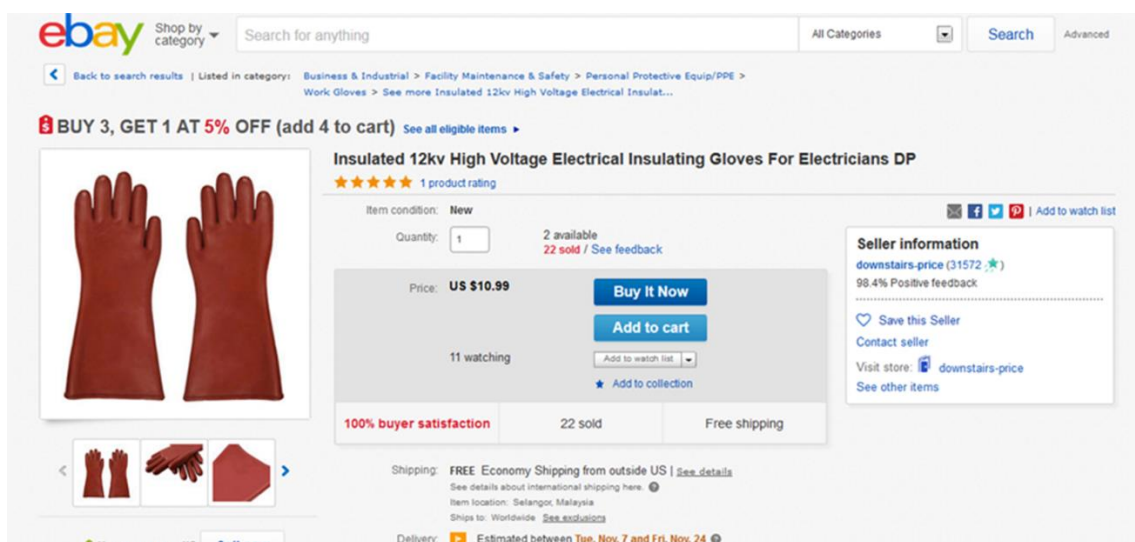 ebay
Shop by category
Search for anything
All Categories
Search
Advanced
Back to search results | Listed in category:
Business & Industrial > Facility Maintenance & Safety > Personal Protective Equip/PPE >
Work Gloves > See more Insulated 12kv High Voltage Electrical Insulat...
$ BUY 3, GET 1 AT 5% OFF (add 4 to cart) See all eligible items
Insulated 12kv High Voltage Electrical Insulating Gloves For Electricians DP
1 product rating
Item condition: New
| Add to watch list
Quantity: 1
2 available
22 sold / See feedback
Price: US $10.99
Buy It Now
Add to cart
11 watching
Add to watch list
Add to collection
100% buyer satisfaction
22 sold
Free shipping
Seller information
downstairs-price (31572 )
98.4% Positive feedback
Save this Seller
Contact seller
Visit store: downstairs-price
See other items
Shipping: FREE Economy Shipping from outside US | See details
See details about international shipping here.
Item location: Selangor, Malaysia
Ships to: Worldwide See exclusions
Delivery: Estimated between Tue. Nov. 7 and Fri. Nov. 24